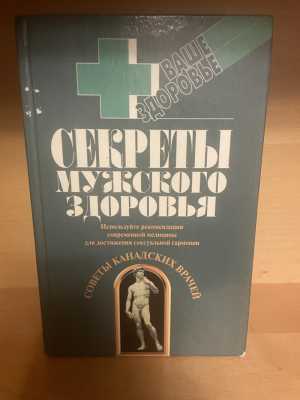 ВАШЕ
ЗДОРОВЬЕ
СЕКРЕТЫ
МУЖСКОГО
ЗДОРОВЬЯ
Используйте рекомендации
современной медицины
для достижения сексуальной гармонии
СОВЕТЫ КАНАДСКИХ ВРАЧЕЙ